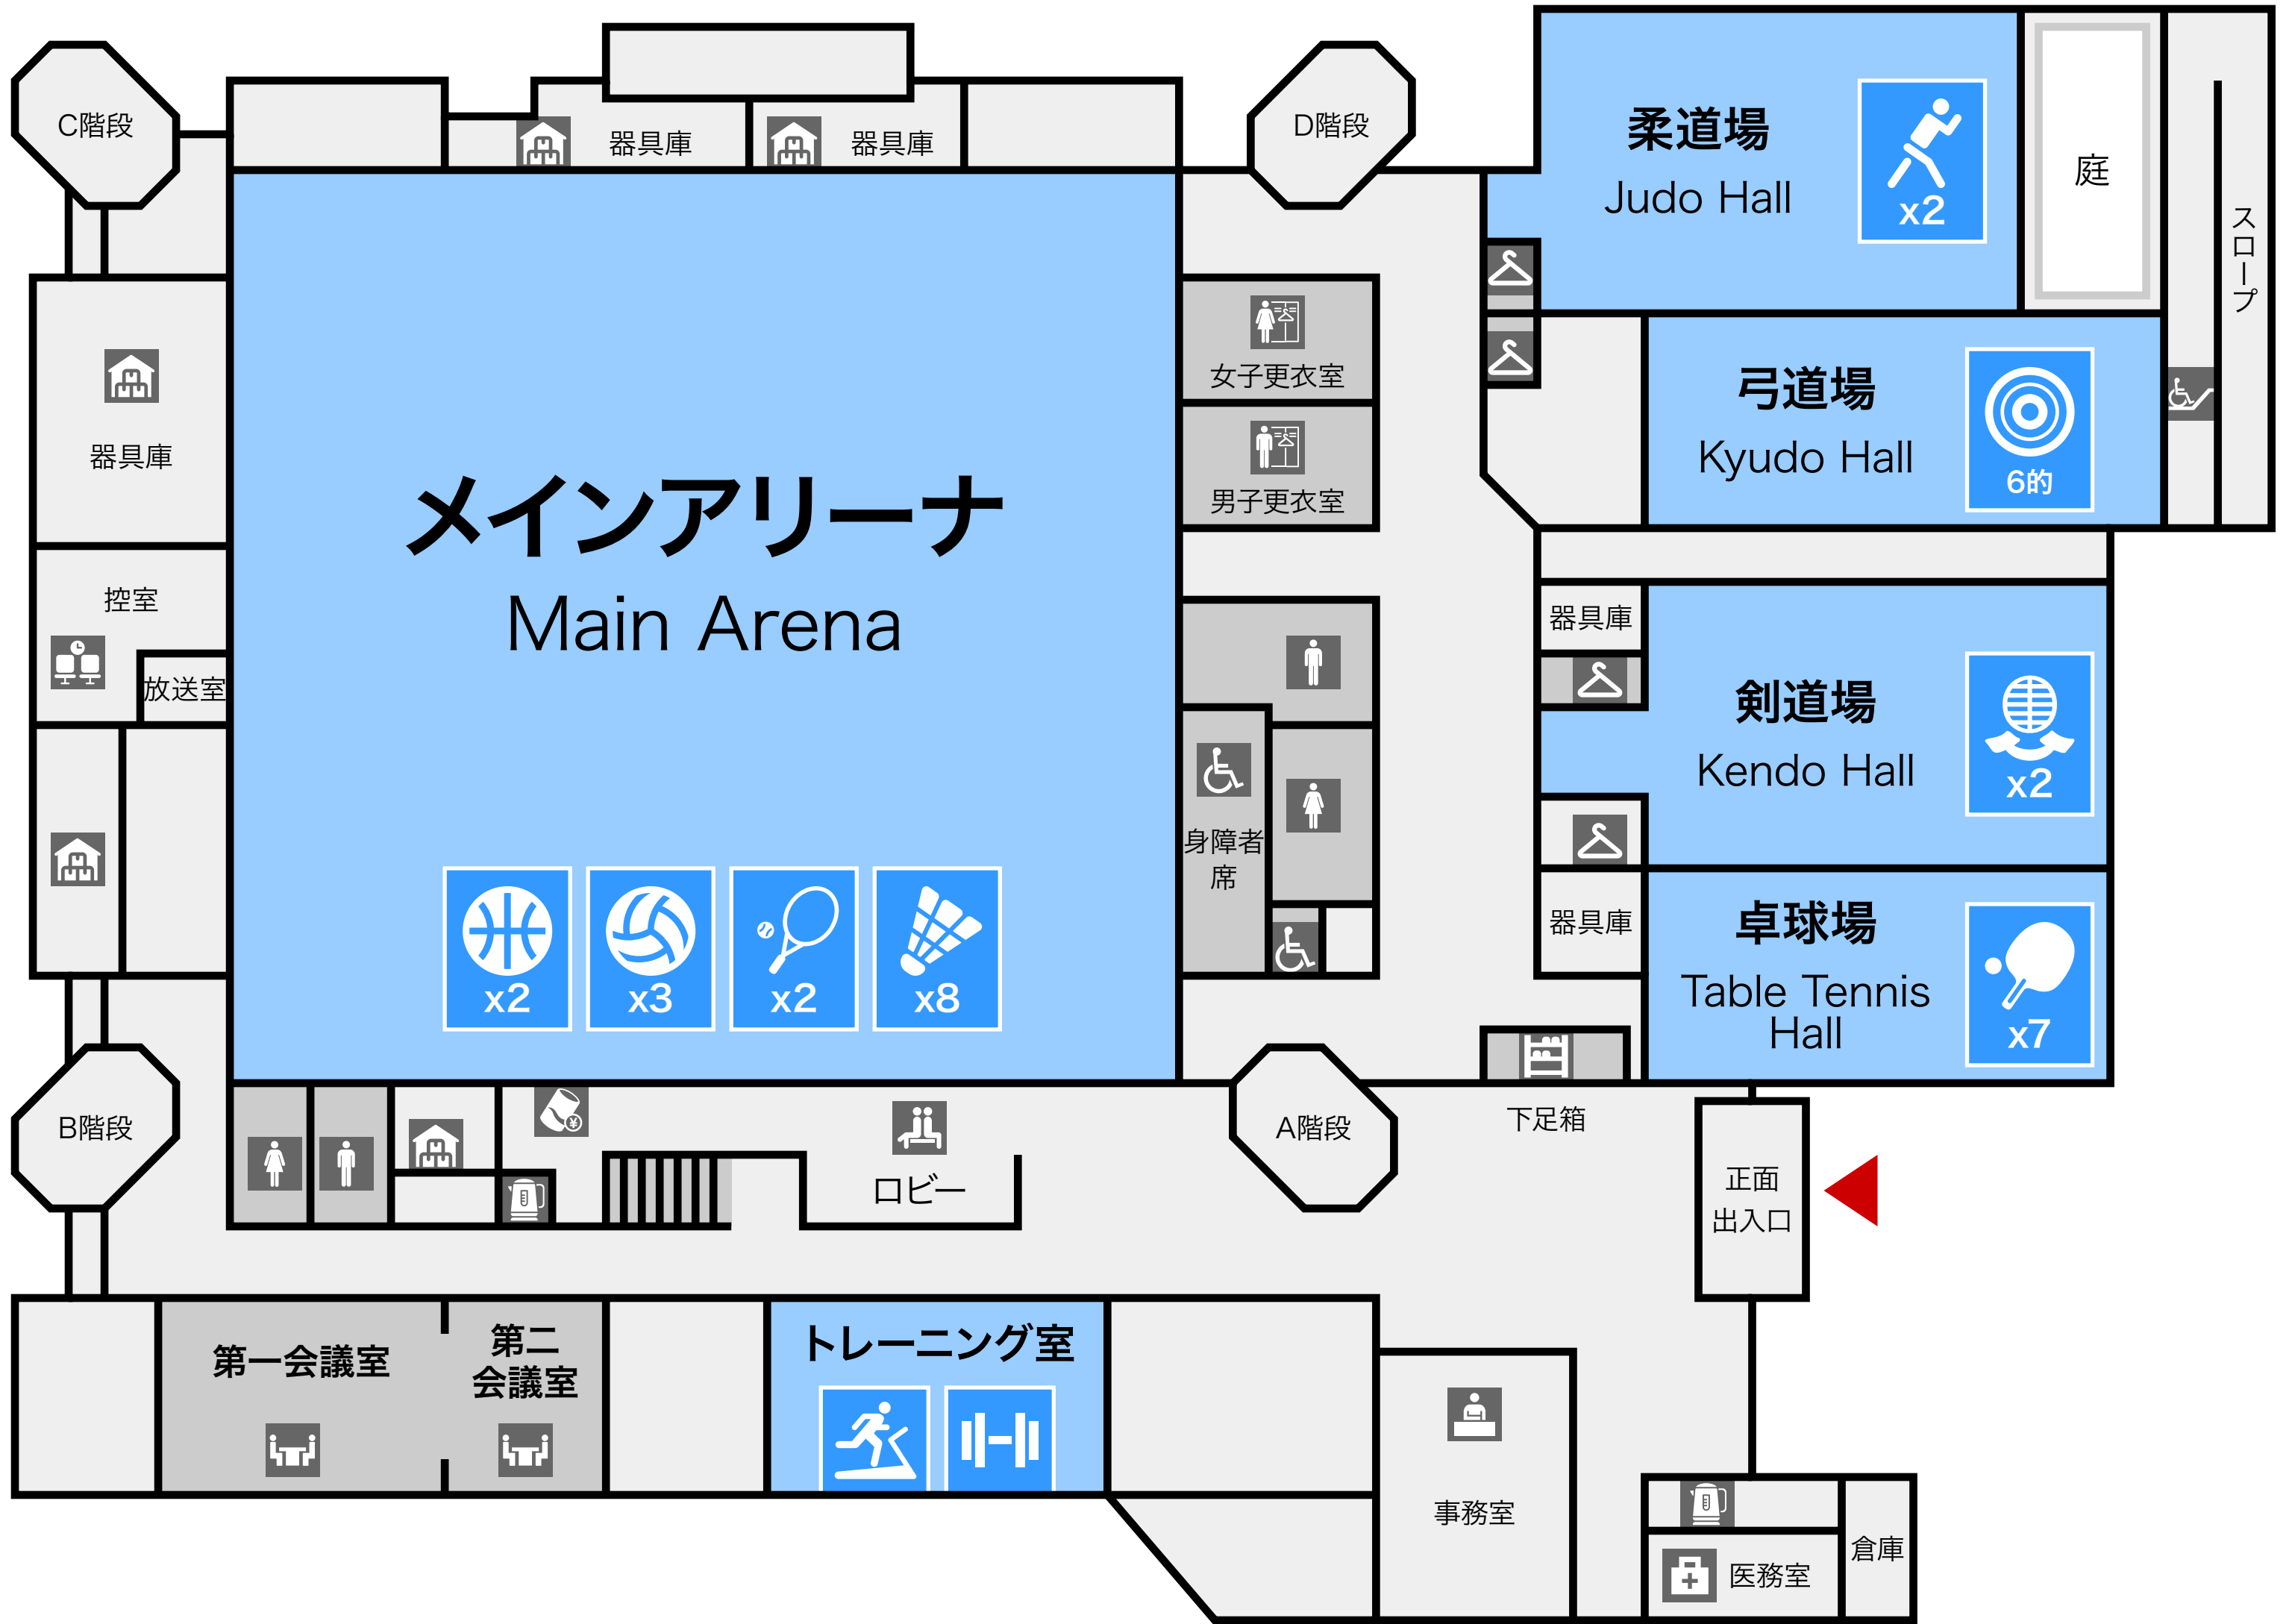 C階段
器具庫
器具庫
D階段
柔道場
Judo Hall
x2
庭
スロープ
女子更衣室
男子更衣室
弓道場
Kyudo Hall
6的
器具庫
控室
放送室
メインアリーナ
Main Arena
x2
x3
x2
x8
身障者
席
器具庫
剣道場
Kendo Hall
x2
器具庫
卓球場
Table Tennis
Hall
x7
B階段
¥
ロビー
A階段
下足箱
正面
出入口
第一会議室
第二
会議室
トレーニング室
事務室
医務室
倉庫